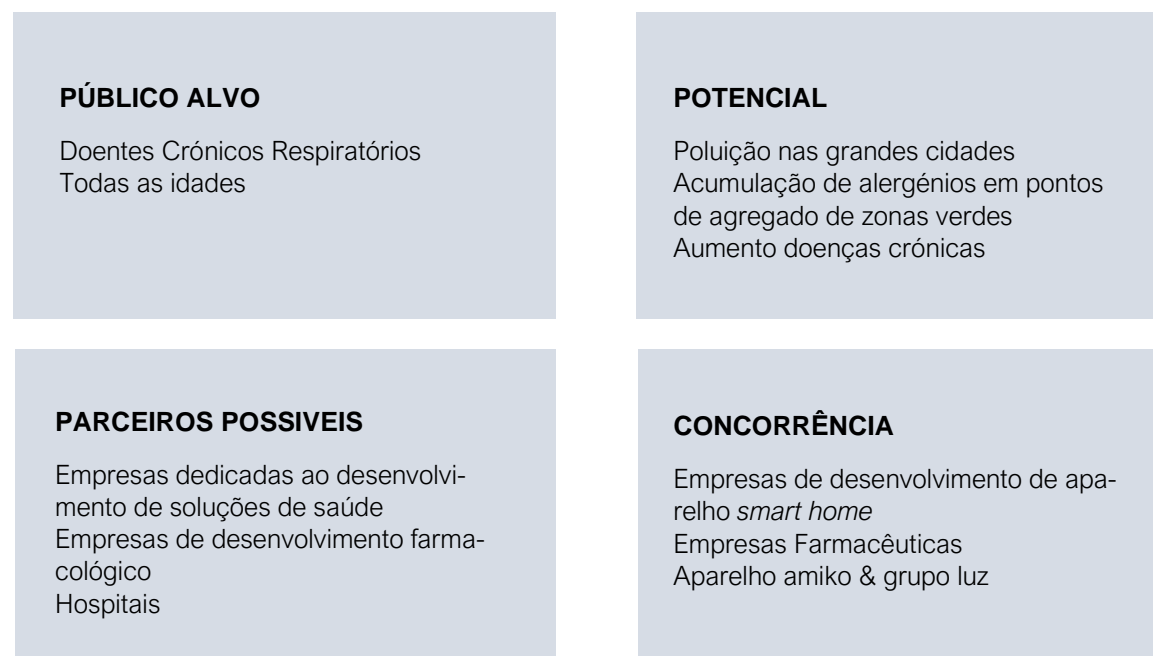 PÚBLICO ALVO
Doentes Crónicos Respiratórios
Todas as idades
POTENCIAL
Poluição nas grandes cidades
Acumulação de alergénios em pontos
de agregado de zonas verdes
Aumento doenças crónicas
PARCEIROS POSSIVEIS
Empresas dedicadas ao desenvolvi-
mento de soluções de saúde
Empresas de desenvolvimento farma-
cológico
Hospitais
CONCORRÊNCIA
Empresas de desenvolvimento de apa-
relho smart home
Empresas Farmacêuticas
Aparelho amiko & grupo luz